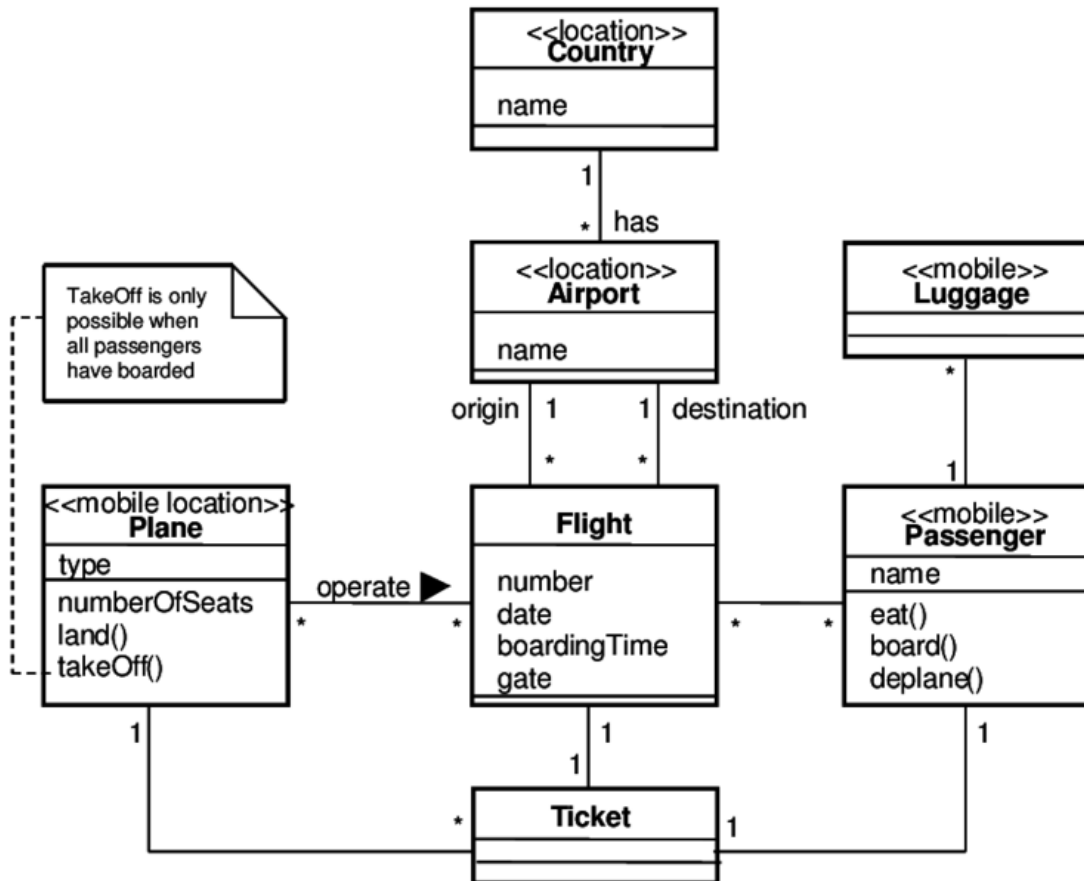 <<location>>
Country
name
1
* has
<<location>>
Airport
name
<<mobile>>
Luggage
TakeOff is only
possible when
all passengers
have boarded
origin 1 1 destination
* *
*
1
<<mobile location>>
Plane
type
numberOfSeats
land()
takeOff()
operate ▶
* *
Flight
number
date
boardingTime
gate
* *
<<mobile>>
Passenger
name
eat()
board()
deplane()
1 1 1
1
* Ticket 1